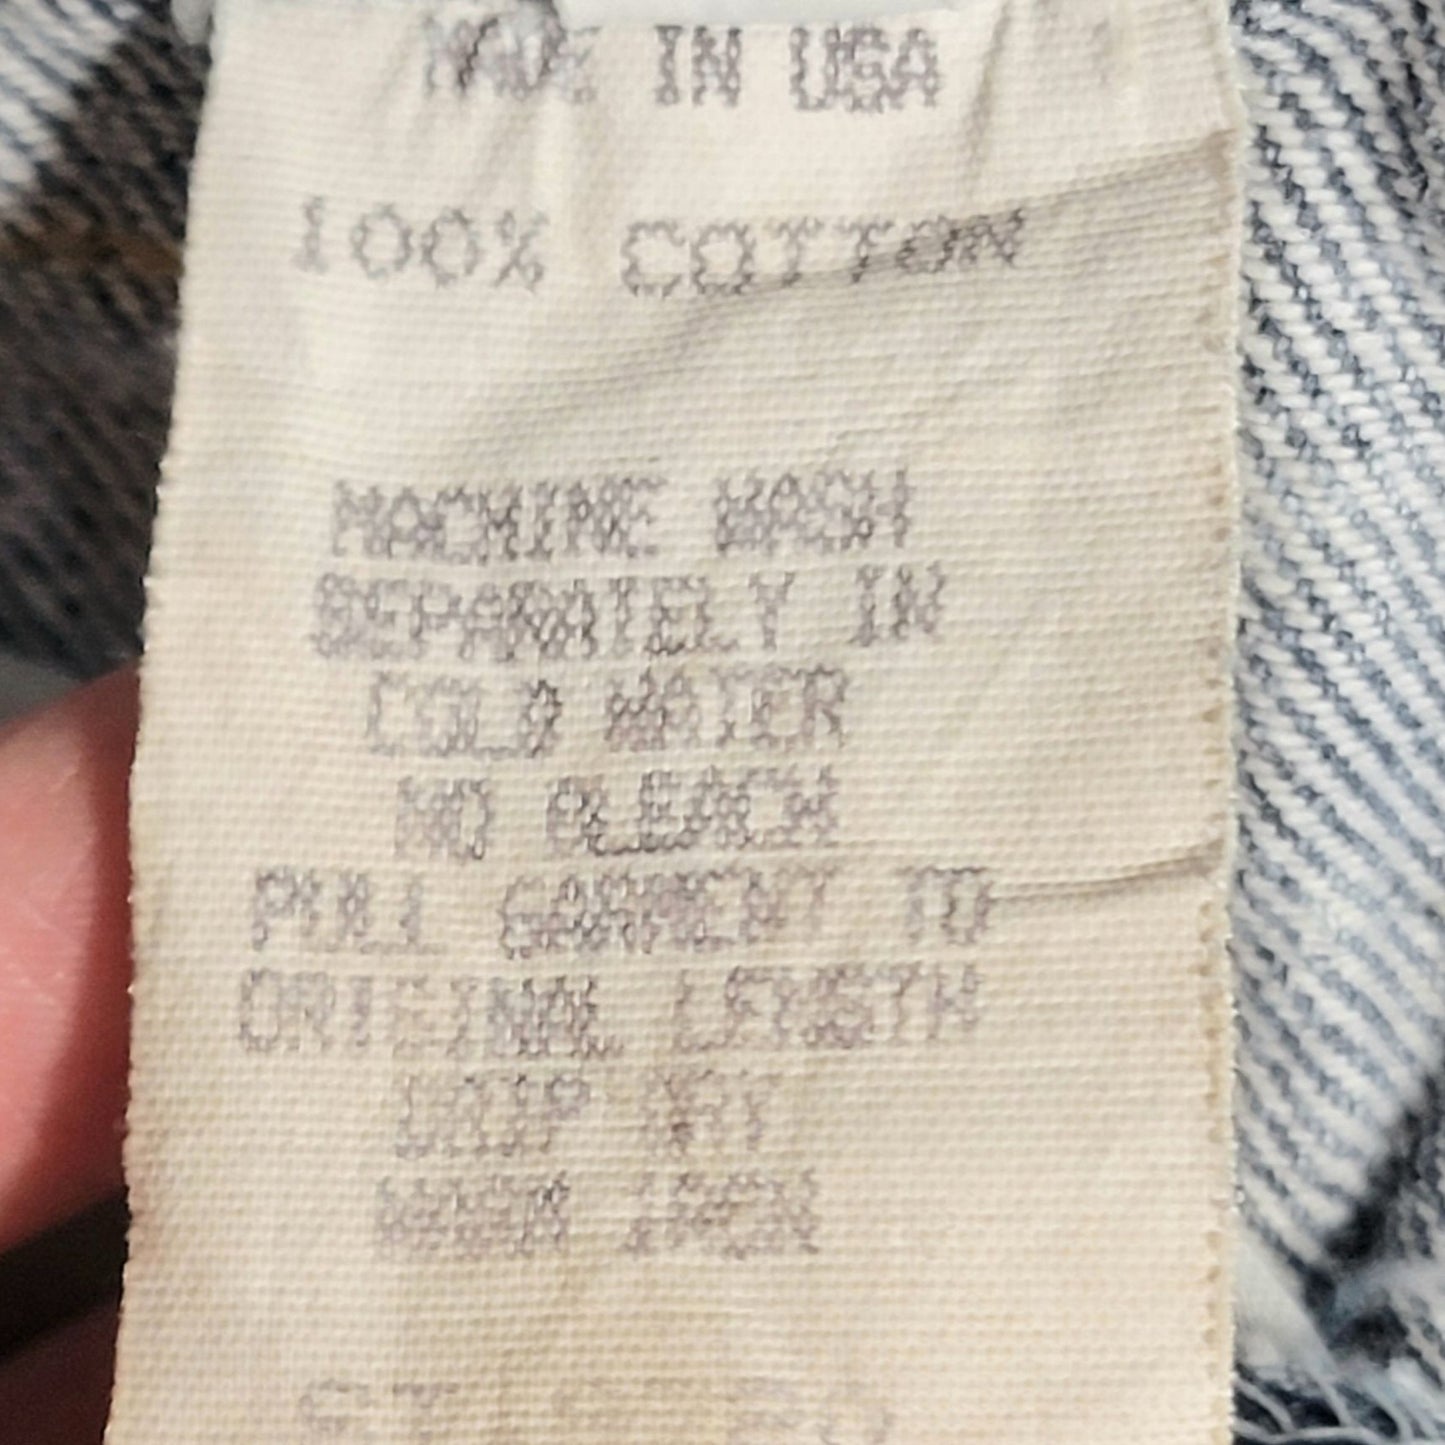 MADE IN USA
100% COTTON
MACHINE WASH
SEPARATELY IN
COLD WATER
NO BLEACH
PULL GARMENT TO
ORIGINAL LENGTH
DRIP DRY
WARM IRON